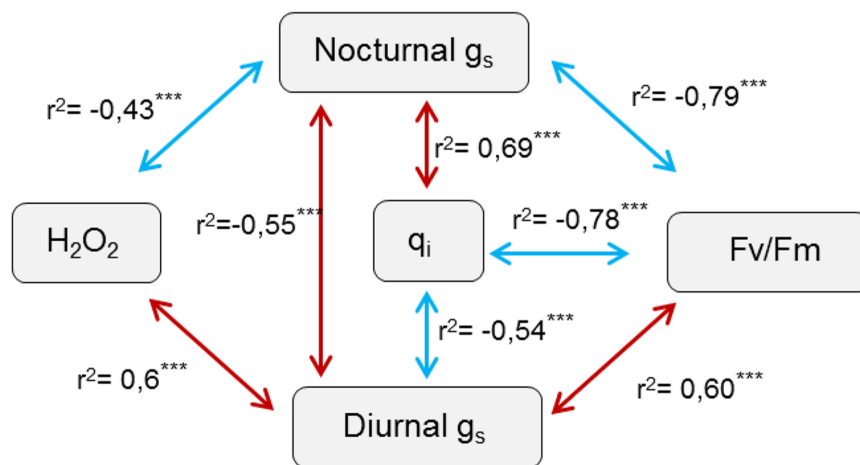 Nocturnal gₛ
r²= -0,43***
r²= -0,79***
r²= 0,69***
H₂O₂
r²=-0,55***
qᵢ
r²= -0,78***
Fv/Fm
r²= -0,54***
r²= 0,6***
r²= 0,60***
Diurnal gₛ